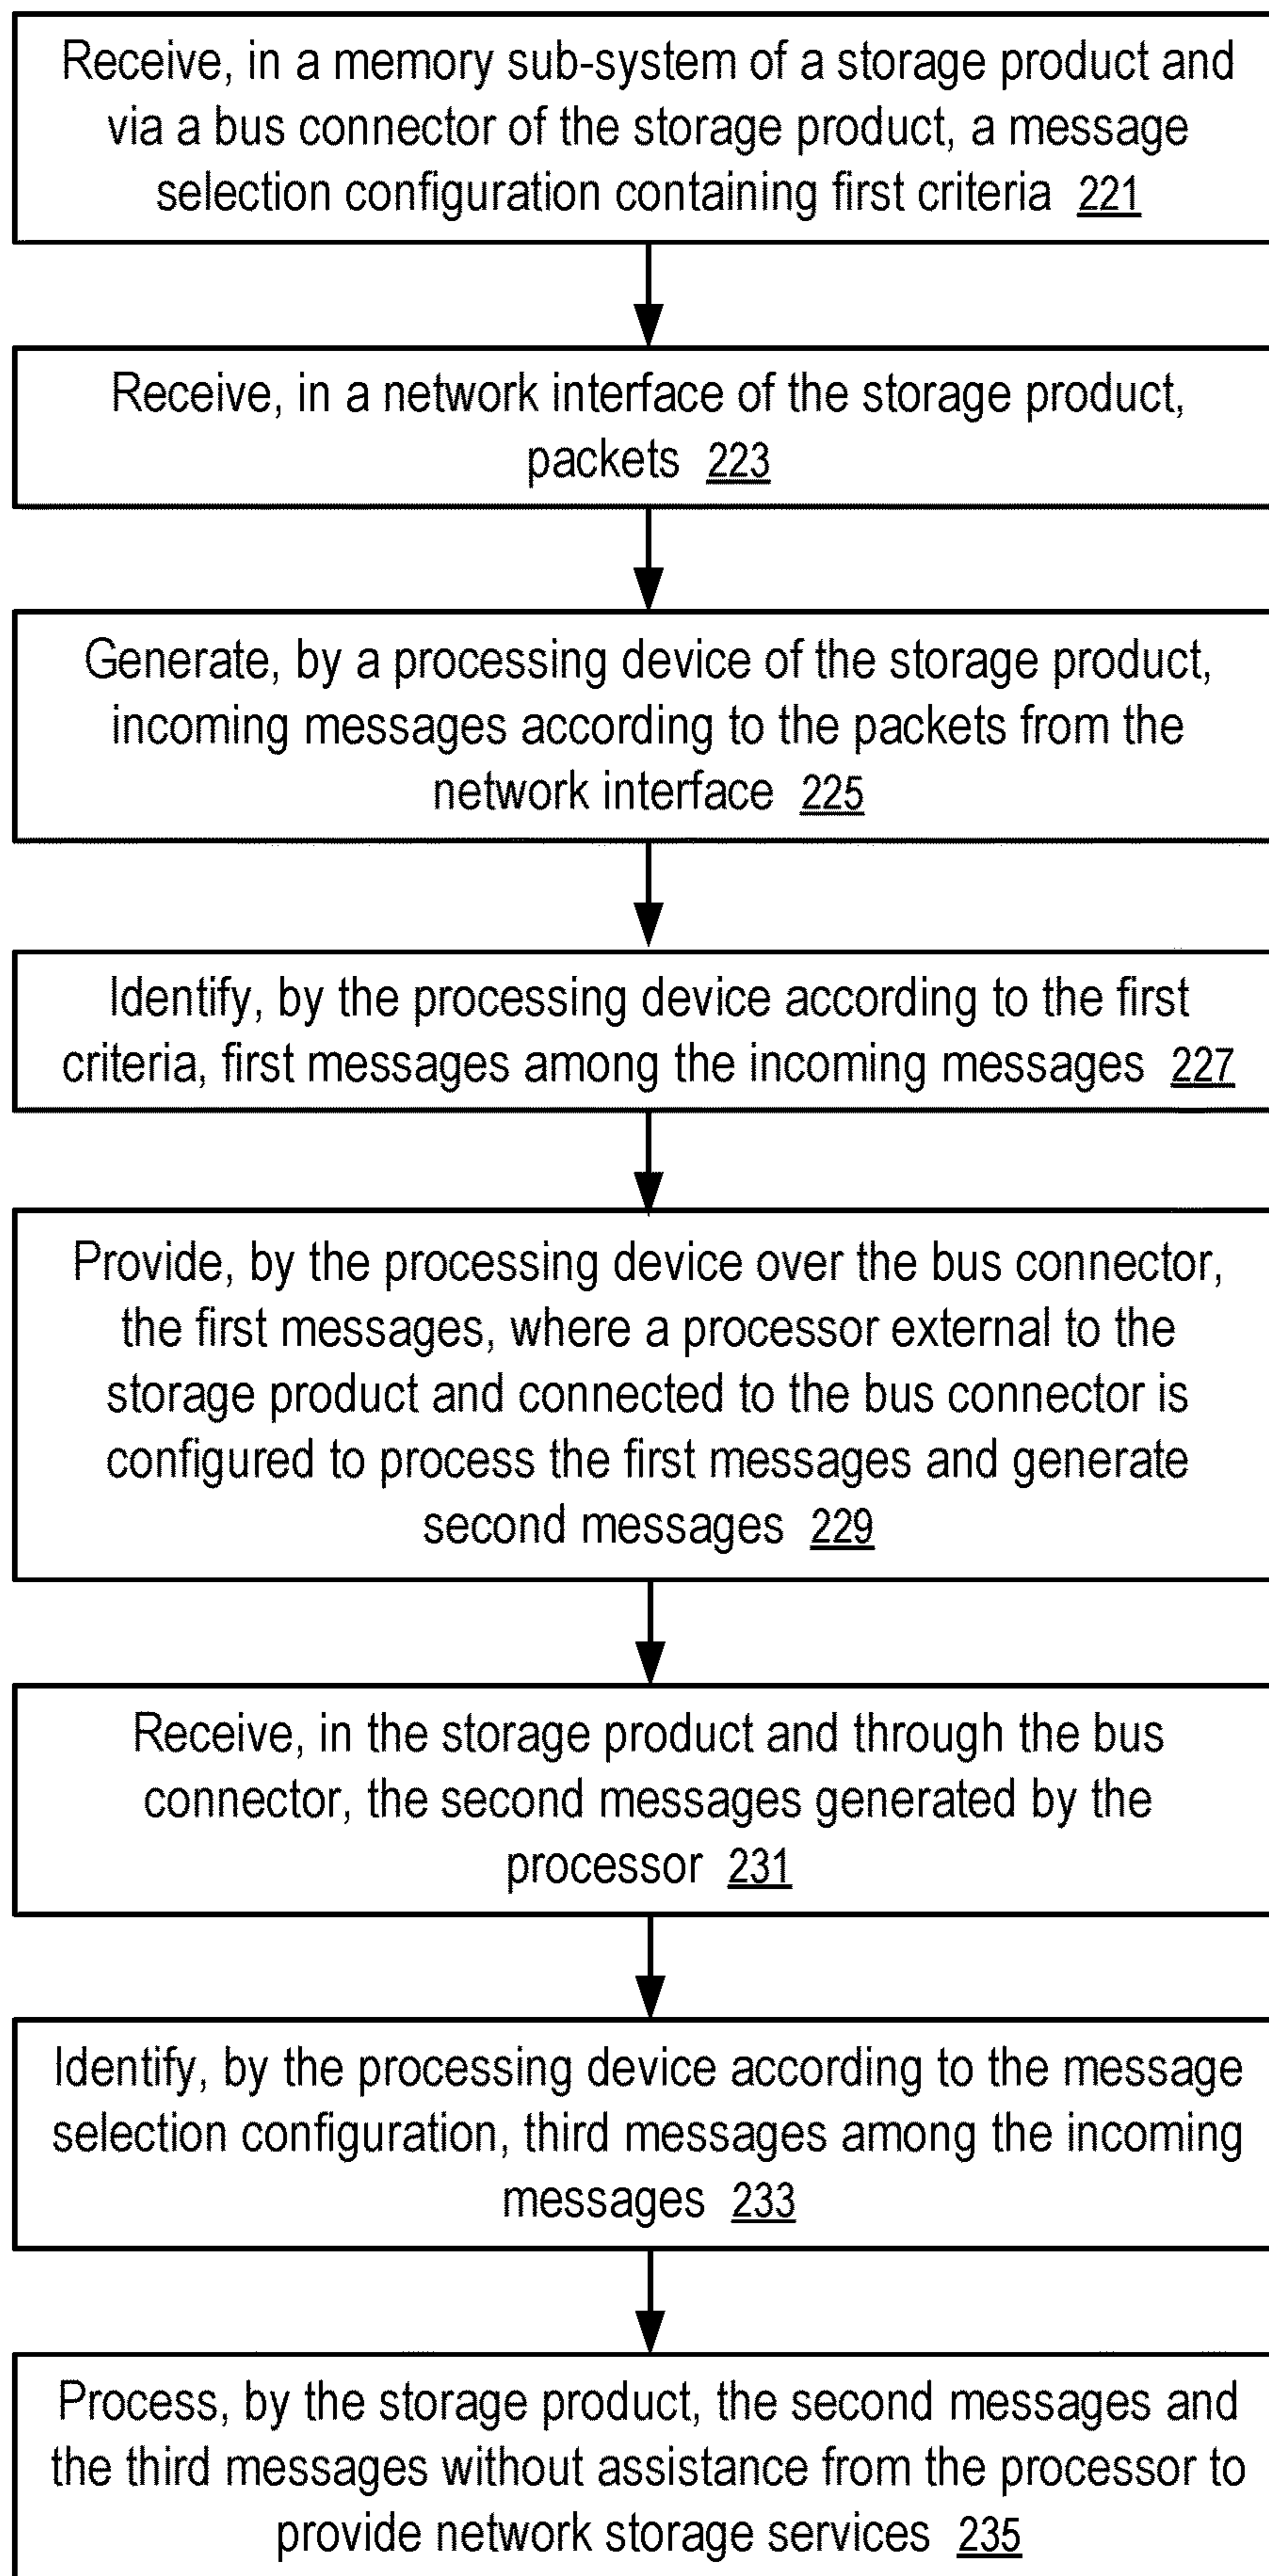 Receive, in a memory sub-system of a storage product and
via a bus connector of the storage product, a message
selection configuration containing first criteria 221
Receive, in a network interface of the storage product,
packets 223
Generate, by a processing device of the storage product,
incoming messages according to the packets from the
network interface 225
Identify, by the processing device according to the first
criteria, first messages among the incoming messages 227
Provide, by the processing device over the bus connector,
the first messages, where a processor external to the
storage product and connected to the bus connector is
configured to process the first messages and generate
second messages 229
Receive, in the storage product and through the bus
connector, the second messages generated by the
processor 231
Identify, by the processing device according to the message
selection configuration, third messages among the incoming
messages 233
Process, by the storage product, the second messages and
the third messages without assistance from the processor to
provide network storage services 235